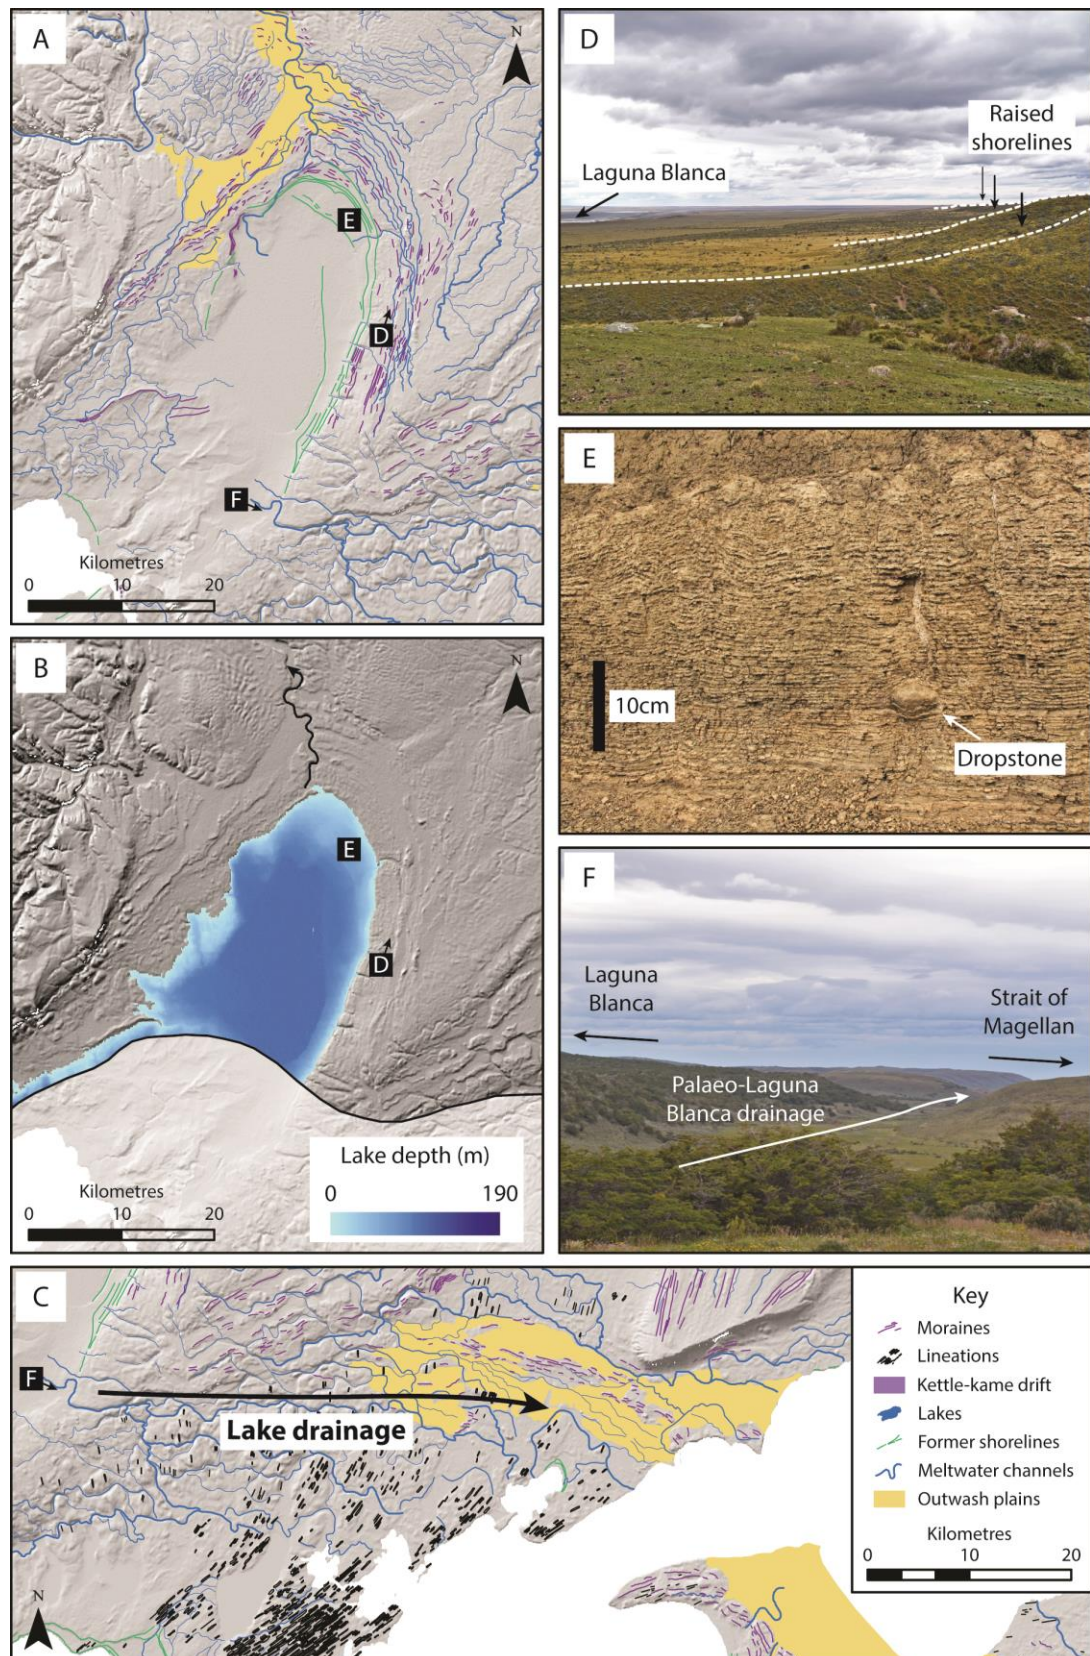 A
N
E
D
F
Kilometres
0 10 20
B
N
E
D
Lake depth (m)
0 190
Kilometres
0 10 20
D
Raised
shorelines
Laguna Blanca
E
10cm
Dropstone
F
Laguna
Blanca
Strait of
Magellan
Palaeo-Laguna
Blanca drainage
C
F
Lake drainage
N
Key
Moraines
Lineations
Kettle-kame drift
Lakes
Former shorelines
Meltwater channels
Outwash plains
Kilometres
0 10 20